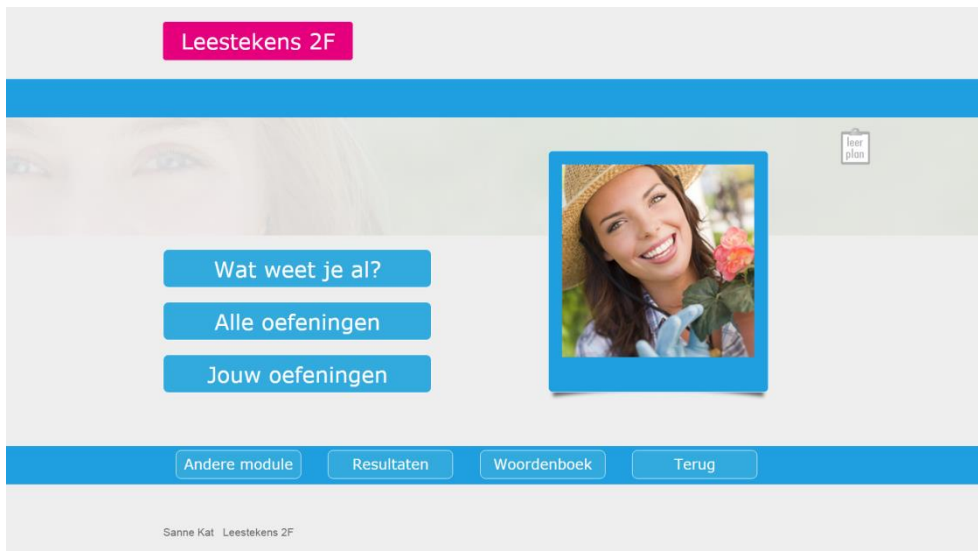 Leestekens 2F
leer
plan
Wat weet je al?
Alle oefeningen
Jouw oefeningen
Andere module Resultaten Woordenboek Terug
Sanne Kat Leestekens 2F